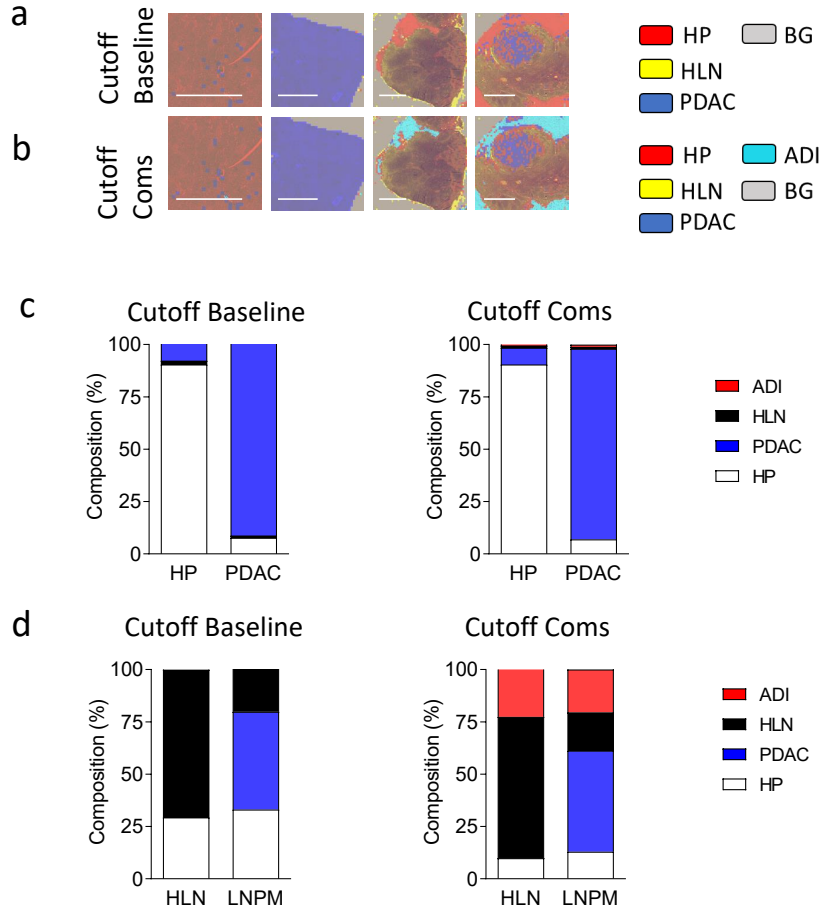 a
Cutoff
Baseline
HP
BG
HLN
PDAC
b
Cutoff
Coms
HP
ADI
HLN
BG
PDAC
c
Cutoff Baseline
Composition (%)
100
75
50
25
0
HP
PDAC
Cutoff Coms
Composition (%)
100
75
50
25
0
HP
PDAC
ADI
HLN
PDAC
HP
d
Cutoff Baseline
Composition (%)
100
75
50
25
0
HLN
LNPM
Cutoff Coms
Composition (%)
100
75
50
25
0
HLN
LNPM
ADI
HLN
PDAC
HP